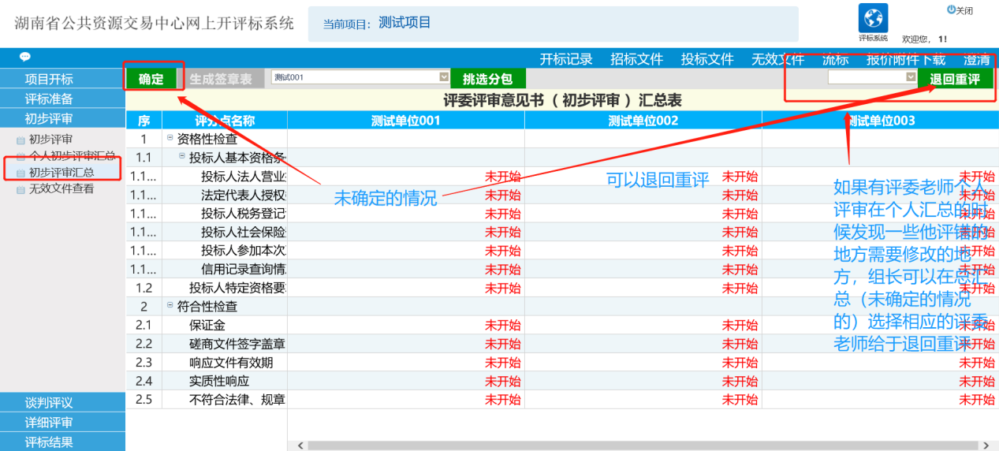 湖南省公共资源交易中心网上开评标系统
当前项目: 测试项目
关闭
评标系统
欢迎您, 1!
开标记录 招标文件 投标文件 无效文件 流标 报价附件下载 澄清
项目开标
评标准备
初步评审
初步评审
个人初步评审汇总
初步评审汇总
无效文件查看
谈判评议
详细评审
评标结果
确定 生成签章表 测试001 挑选分包 退回重评
评委评审意见书 ( 初步评审 ) 汇总表
序 评分点名称 测试单位001 测试单位002 测试单位003
1 资格性检查
1.1 投标人基本资格条
1.1... 投标人法人营业 未开始 未开始 未开始
1.1... 法定代表人授权 未开始 未开始 未开始
1.1... 投标人税务登记 未开始 未开始 未开始
1.1... 投标人社会保险 未开始 未开始 未开始
1.1... 投标人参加本次 未开始 未开始 未开始
1.1... 信用记录查询情 未开始 未开始 未开始
1.2 投标人特定资格要 未开始 未开始 未开始
2 符合性检查
2.1 保证金 未开始 未开始 未开始
2.2 磋商文件签字盖章 未开始 未开始 未开始
2.3 响应文件有效期 未开始 未开始 未开始
2.4 实质性响应 未开始 未开始 未开始
2.5 不符合法律、规章 未开始 未开始 未开始
未确定的情况
可以退回重评
如果有评委老师个人
评审在个人汇总的时
候发现一些他评错的
地方需要修改的地
方，组长可以在总汇
总（未确定的情况
的）选择相应的评委
老师给于退回重评